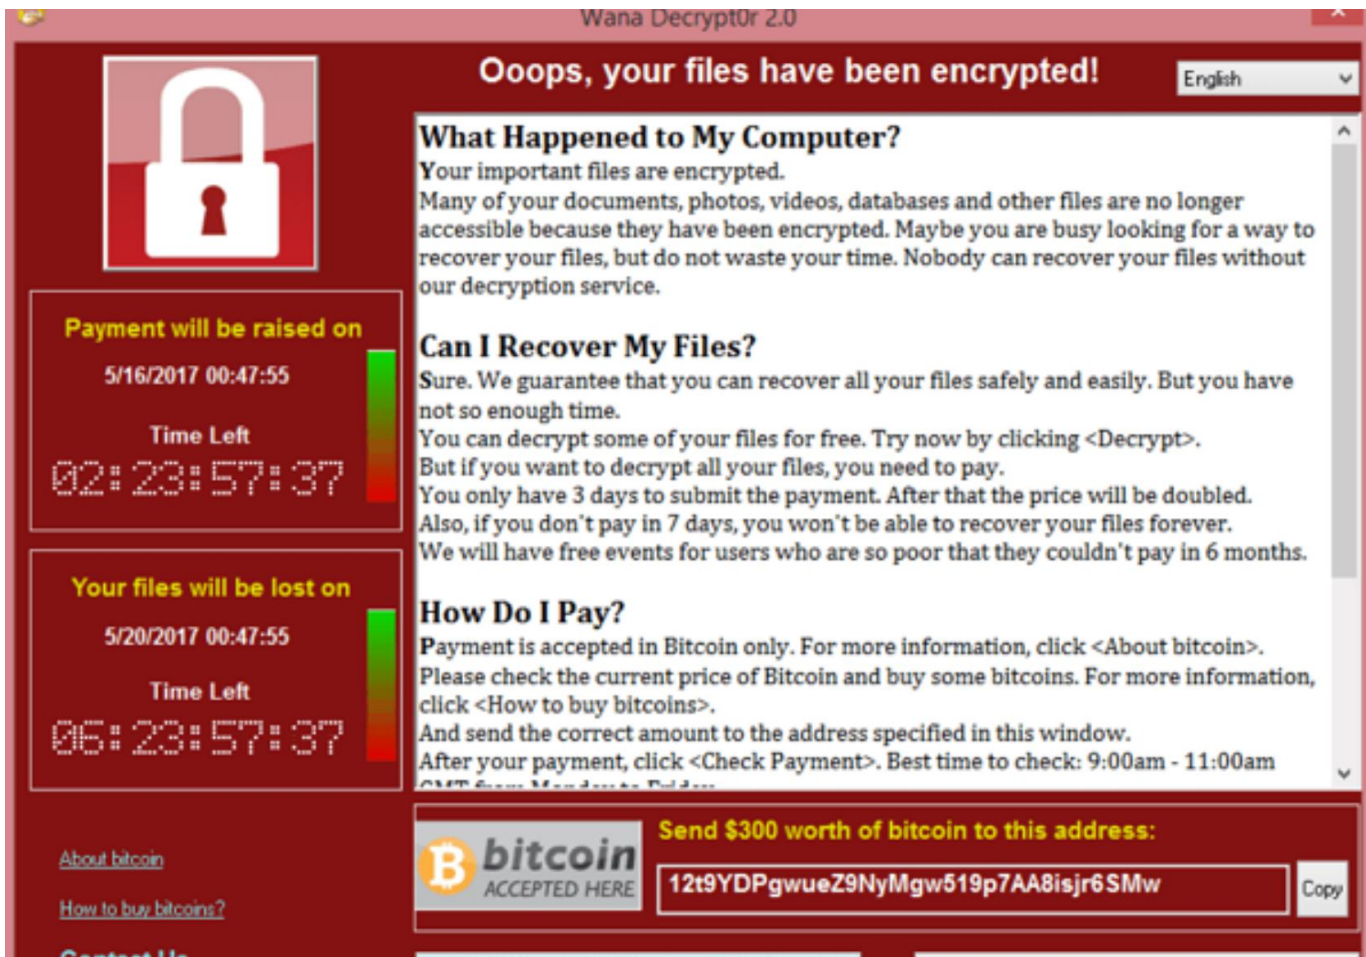 Wana Decrypt0r 2.0
Ooops, your files have been encrypted!
English
Payment will be raised on
5/16/2017 00:47:55
Time Left
02:23:57:37
Your files will be lost on
5/20/2017 00:47:55
Time Left
06:23:57:37
About bitcoin
How to buy bitcoins?
Contact Us
What Happened to My Computer?
Your important files are encrypted.
Many of your documents, photos, videos, databases and other files are no longer
accessible because they have been encrypted. Maybe you are busy looking for a way to
recover your files, but do not waste your time. Nobody can recover your files without
our decryption service.
Can I Recover My Files?
Sure. We guarantee that you can recover all your files safely and easily. But you have
not so enough time.
You can decrypt some of your files for free. Try now by clicking <Decrypt>.
But if you want to decrypt all your files, you need to pay.
You only have 3 days to submit the payment. After that the price will be doubled.
Also, if you don't pay in 7 days, you won't be able to recover your files forever.
We will have free events for users who are so poor that they couldn't pay in 6 months.
How Do I Pay?
Payment is accepted in Bitcoin only. For more information, click <About bitcoin>.
Please check the current price of Bitcoin and buy some bitcoins. For more information,
click <How to buy bitcoins>.
And send the correct amount to the address specified in this window.
After your payment, click <Check Payment>. Best time to check: 9:00am - 11:00am
GMT from Monday to Friday
bitcoin
ACCEPTED HERE
Send $300 worth of bitcoin to this address:
12t9YDPgwueZ9NyMgw519p7AA8isjr6SMw
Copy